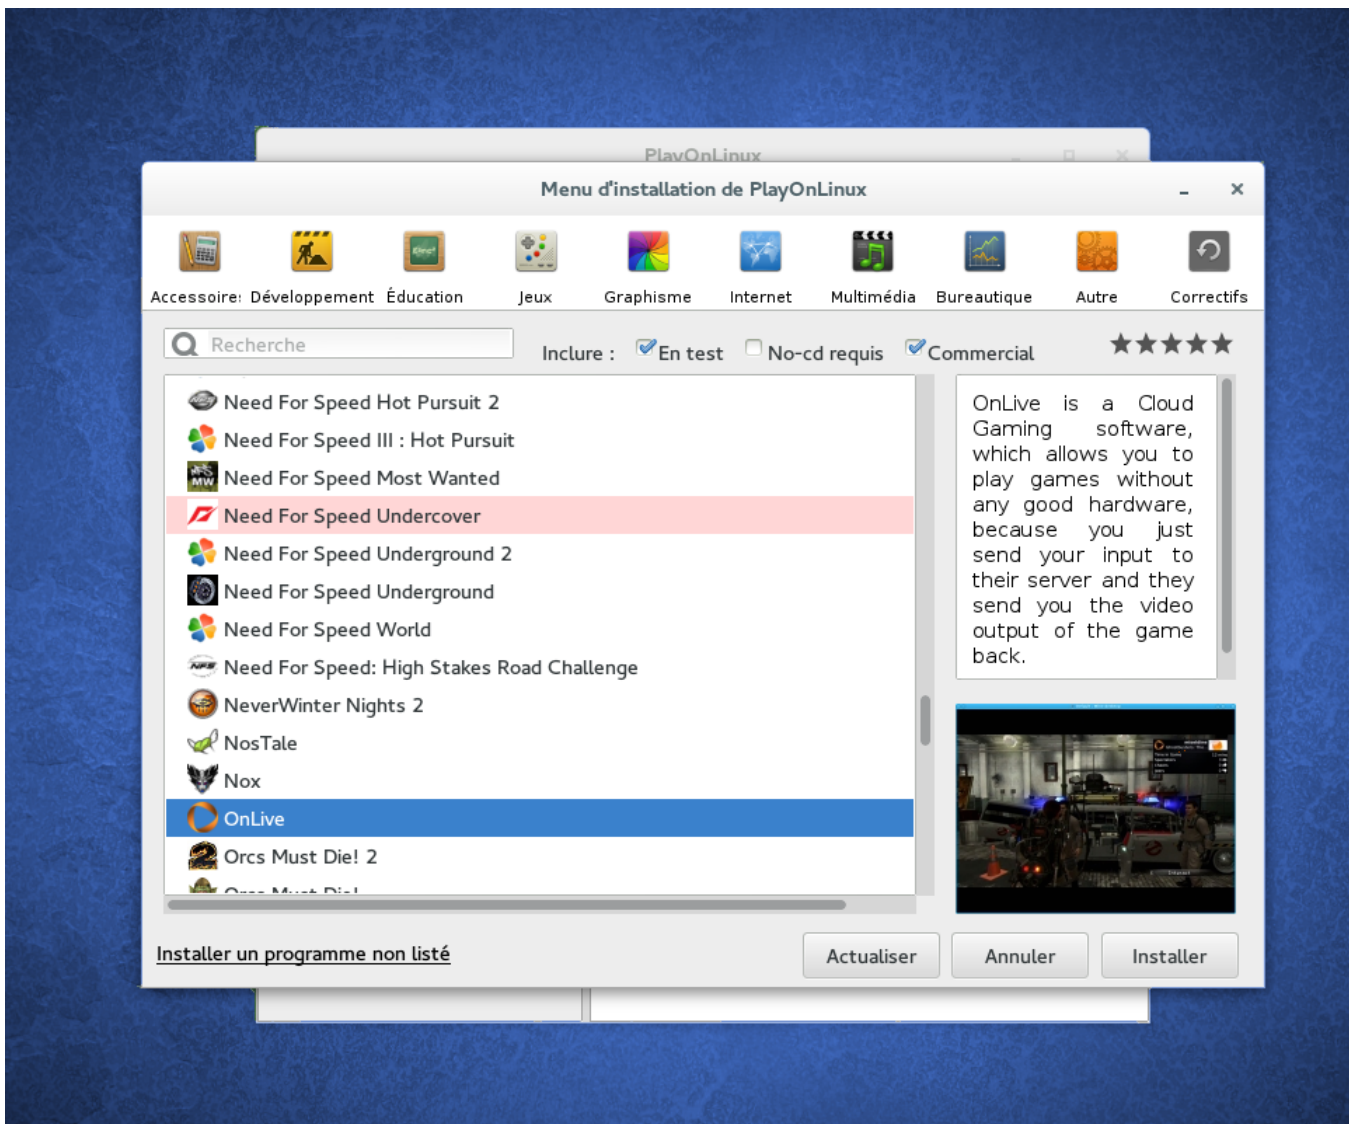 PlayOnLinux
Menu d'installation de PlayOnLinux
Accessoires Développement Éducation Jeux Graphisme Internet Multimédia Bureautique Autre Correctifs
Recherche
Inclure : En test No-cd requis Commercial
Need For Speed Hot Pursuit 2
Need For Speed III : Hot Pursuit
Need For Speed Most Wanted
Need For Speed Undercover
Need For Speed Underground 2
Need For Speed Underground
Need For Speed World
Need For Speed: High Stakes Road Challenge
NeverWinter Nights 2
NosTale
Nox
OnLive
Orcs Must Die! 2
Orcs Must Die!
OnLive is a Cloud
Gaming software,
which allows you to
play games without
any good hardware,
because you just
send your input to
their server and they
send you the video
output of the game
back.
Installer un programme non listé
Actualiser
Annuler
Installer